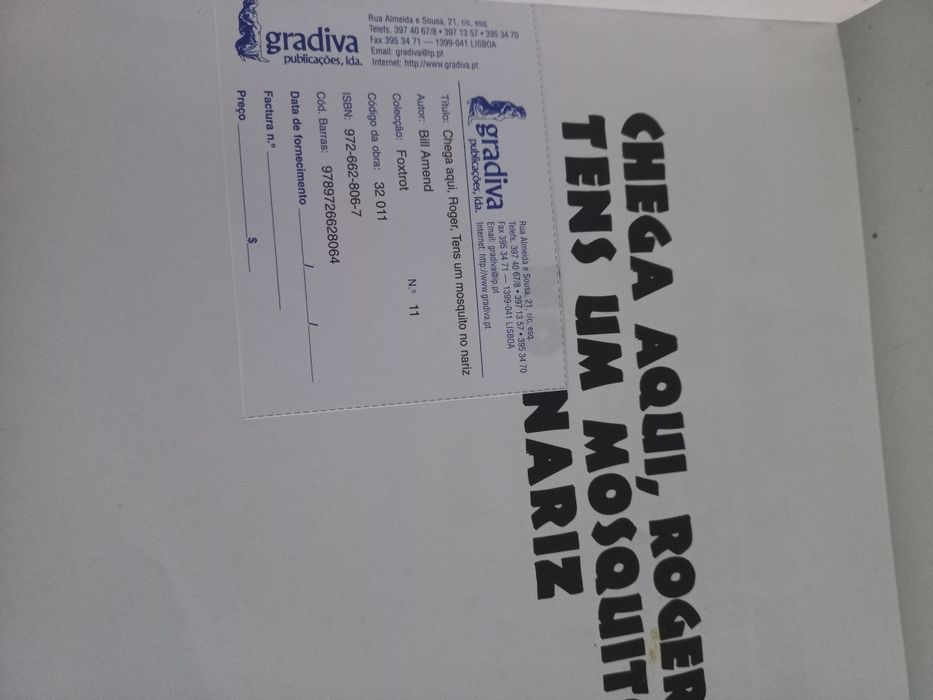 gradiva
publicações, lda.
Rua Almeida e Sousa, 21, r/c, esq.
Telefs. 397 40 67/8 • 397 13 57 • 395 34 70
Fax 395 34 71 — 1399-041 LISBOA
Email: gradiva@ip.pt
Internet: http://www.gradiva.pt
gradiva
publicações, lda.
Rua Almeida e Sousa, 21, r/c, esq.
Telefs. 397 40 67/8 • 397 13 57 • 395 34 70
Fax 395 34 71 — 1399-041 LISBOA
Email: gradiva@ip.pt
Internet: http://www.gradiva.pt
Título: Chega aqui, Roger, Tens um mosquito no nariz
Autor: Bill Amend
Colecção: Foxtrot N.º 11
Código da obra: 32 011
ISBN: 972-662-806-7
Cód. Barras: 9789726628064
Data de fornecimento / /
Factura n.º
Preço $
CHEGA AQUI, ROGER
TENS UM MOSQUITO
NARIZ